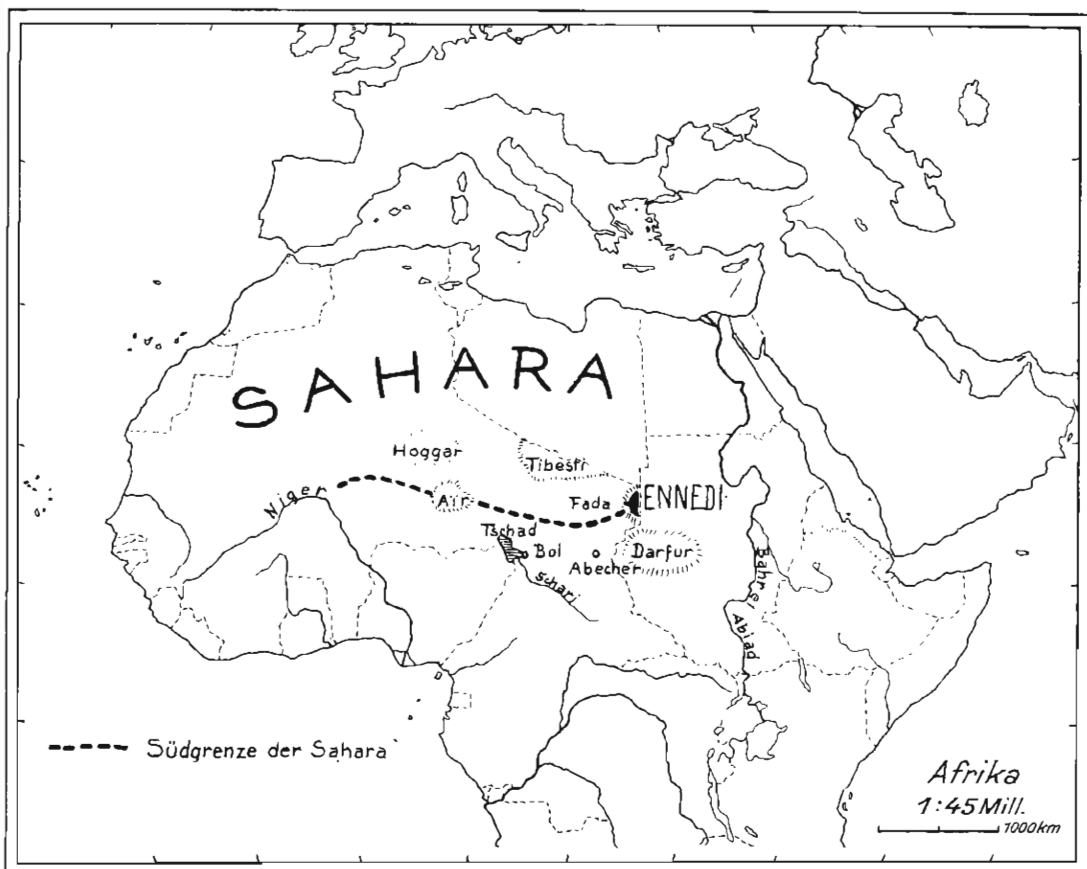 SAHARA
Hoggar
Tibesti
Niger
Air
Fada
ENNEDI
Tschad
Bol
Abecher
Darfur
Schari
Bahr el Abiad
Südgrenze der Sahara
Afrika
1:45 Mill.
1000km